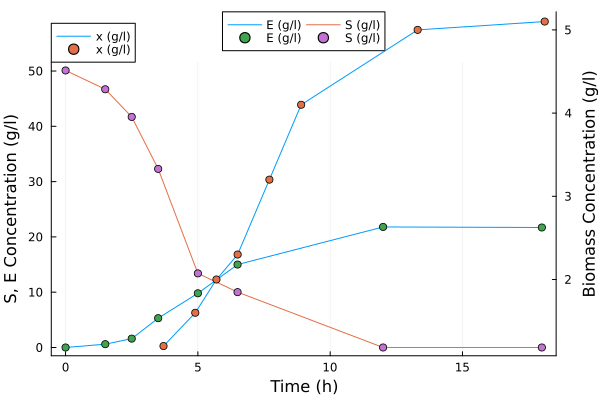 x (g/l)
x (g/l)
E (g/l) S (g/l)
E (g/l) S (g/l)
S, E Concentration (g/l)
50
40
30
20
10
0
5
4
3
2
Biomass Concentration (g/l)
0 5 10 15
Time (h)